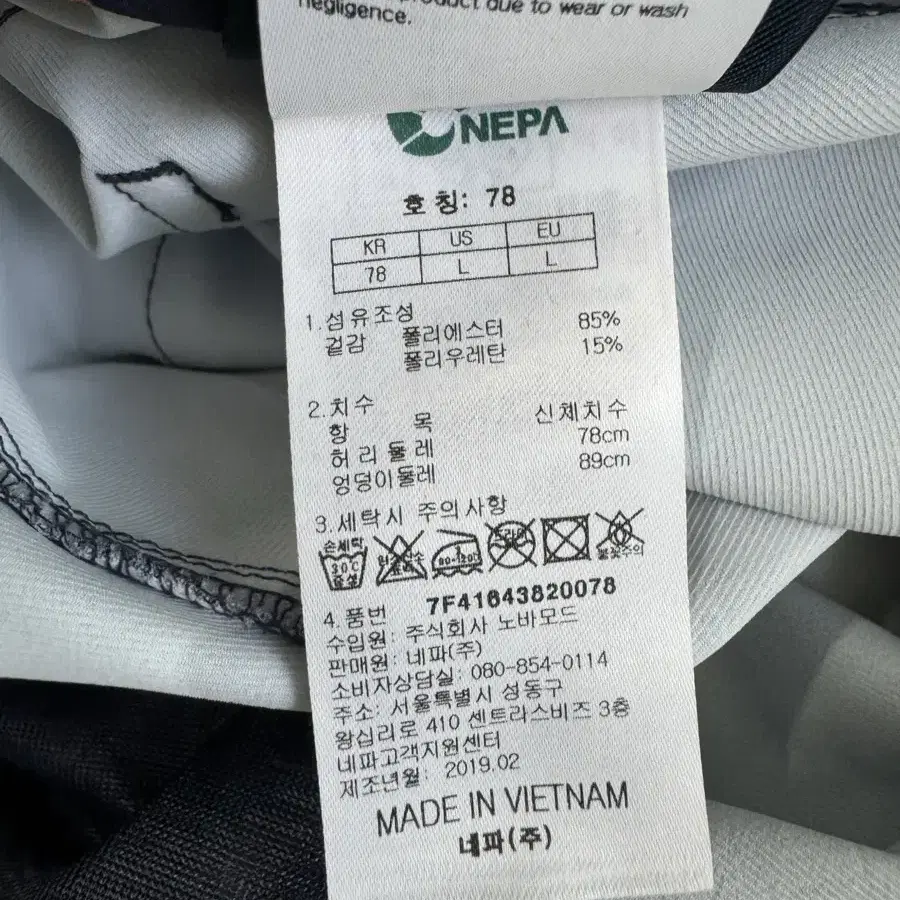 product due to wear or wash
negligence.
NEPA
호 칭: 78
KR US EU
78 L L
1.섬유조성
겉감 폴리에스터 85%
폴리우레탄 15%
2.치수
항 목 신체치수
허리둘레 78cm
엉덩이둘레 89cm
3.세탁시 주의사항
손세탁 30℃ 중성
7F41643820078
4.품번
수입원: 주식회사 노바모드
판매원: 네파(주)
소비자상담실: 080-854-0114
주소: 서울특별시 성동구
왕십리로 410 센트라스비즈 3층
네파고객지원센터
제조년월: 2019.02
MADE IN VIETNAM
네파(주)